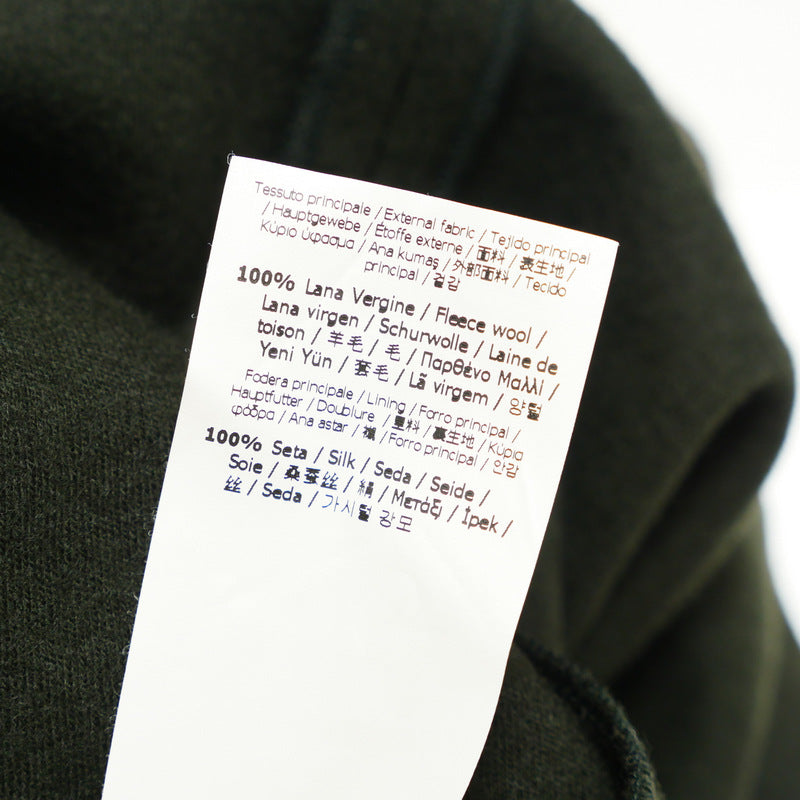 Tessuto principale / External fabric / Tejido principal
/ Hauptgewebe / Étoffe externe / 面料 / 表生地 /
Κύριο ύφασμα / Ana kumaş / 外部面料 / Tecido
principal / 겉감
100% Lana Vergine / Fleece wool /
Lana virgen / Schurwolle / Laine de
toison / 羊毛 / 毛 / Παρθένο Μαλλί /
Yeni Yün / 套毛 / Lã virgem / 양털
Fodera principale / Lining / Forro principal /
Hauptfutter / Doublure / 里料 / 裏生地 / Κύρια
φόδρα / Ana astar / 襯 / Forro principal / 안감
100% Seta / Silk / Seda / Seide /
Soie / 桑蚕丝 / 絹 / Μετάξι / İpek /
丝 / Seda / 가시털 강모